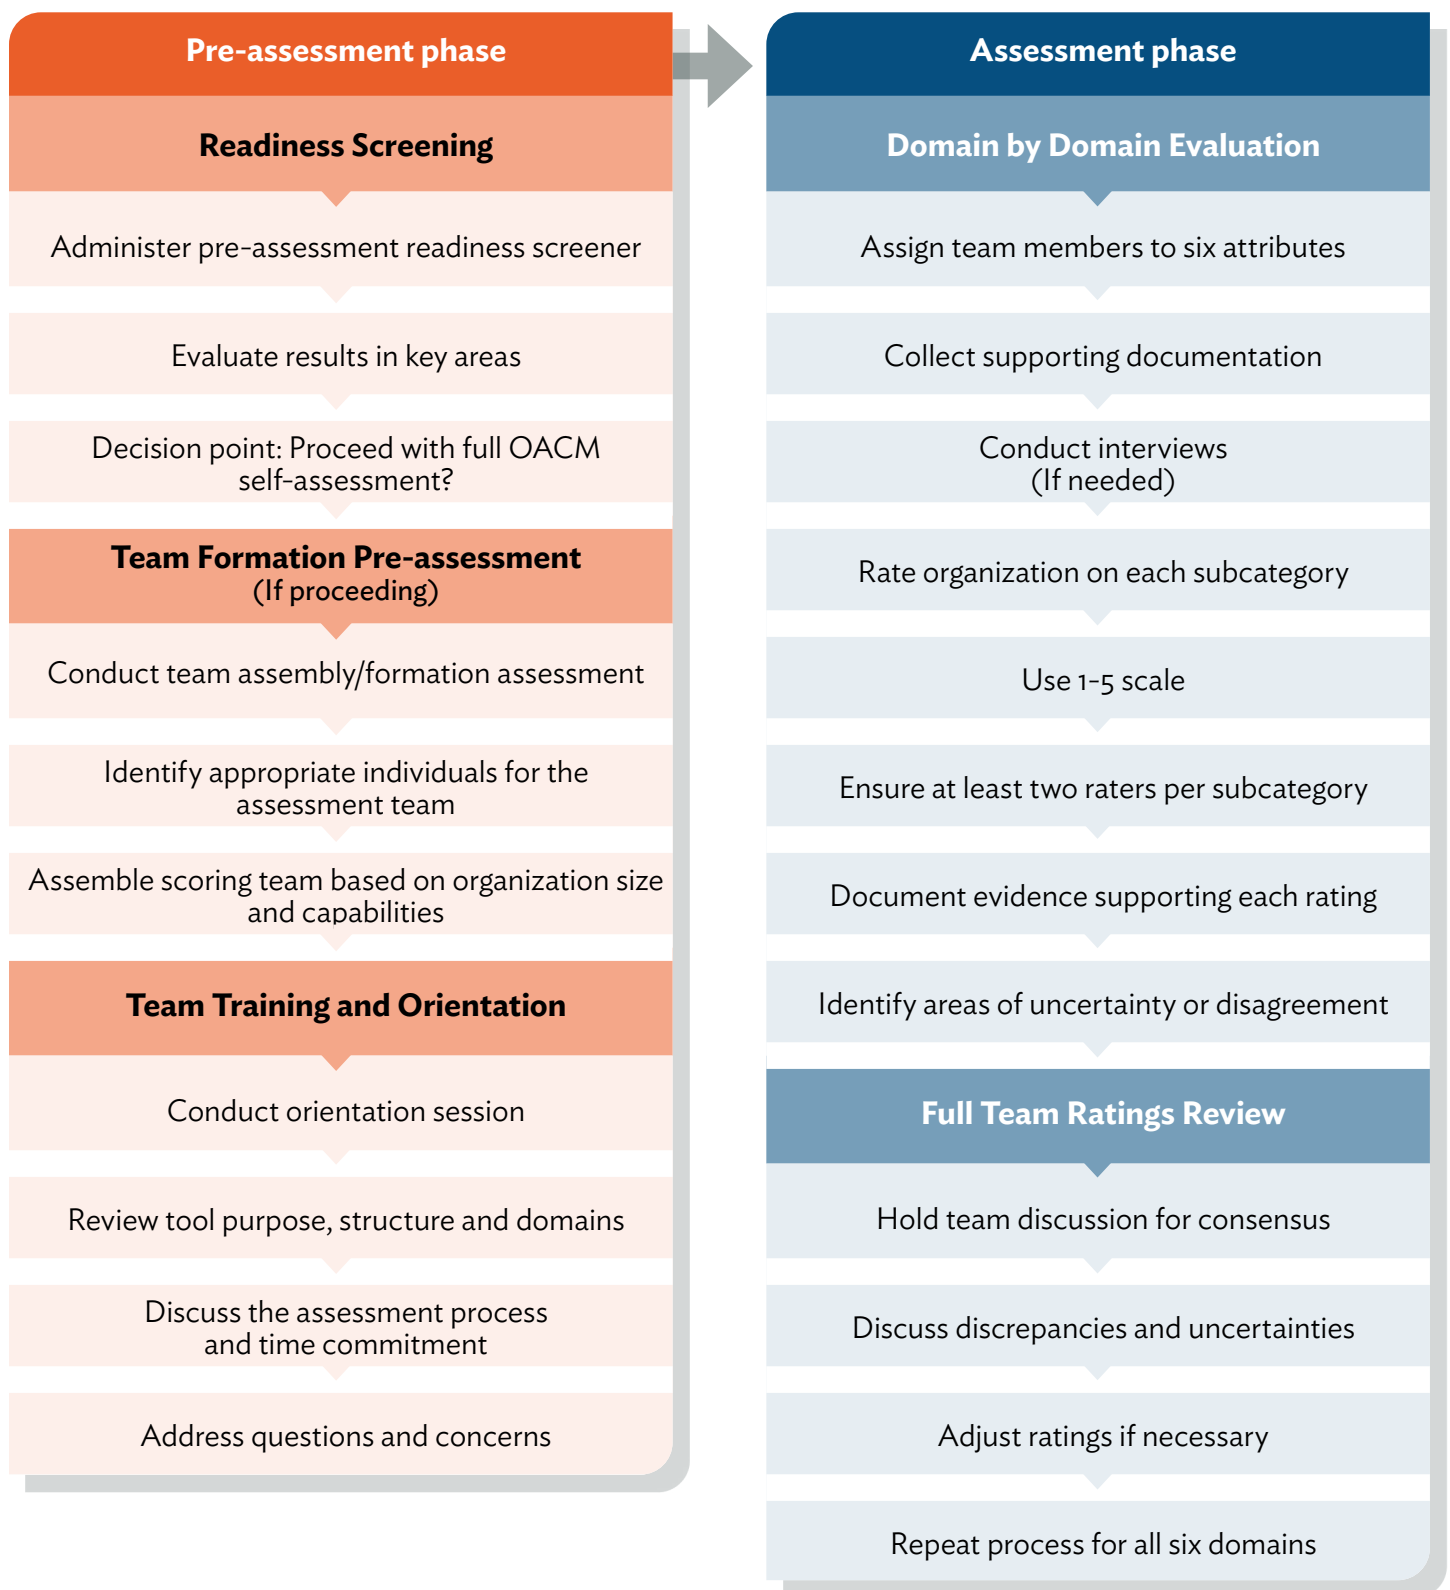 Pre-assessment phase
Readiness Screening
Administer pre-assessment readiness screener
Evaluate results in key areas
Decision point: Proceed with full OACM
self-assessment?
Team Formation Pre-assessment
(If proceeding)
Conduct team assembly/formation assessment
Identify appropriate individuals for the
assessment team
Assemble scoring team based on organization size
and capabilities
Team Training and Orientation
Conduct orientation session
Review tool purpose, structure and domains
Discuss the assessment process
and time commitment
Address questions and concerns
Assessment phase
Domain by Domain Evaluation
Assign team members to six attributes
Collect supporting documentation
Conduct interviews
(If needed)
Rate organization on each subcategory
Use 1-5 scale
Ensure at least two raters per subcategory
Document evidence supporting each rating
Identify areas of uncertainty or disagreement
Full Team Ratings Review
Hold team discussion for consensus
Discuss discrepancies and uncertainties
Adjust ratings if necessary
Repeat process for all six domains